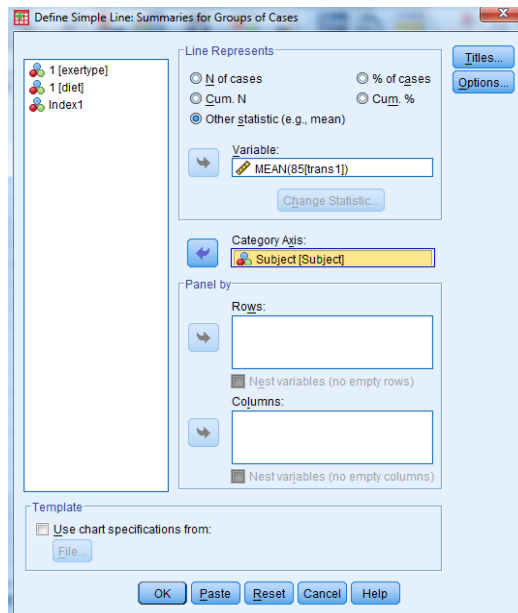 Define Simple Line: Summaries for Groups of Cases
1 [exertype]
1 [diet]
Index1
Line Represents
N of cases
% of cases
Cum. N
Cum. %
Other statistic (e.g., mean)
Variable:
MEAN(85[trans1])
Change Statistic...
Category Axis:
Subject [Subject]
Panel by
Rows:
Nest variables (no empty rows)
Columns:
Nest variables (no empty columns)
Titles...
Options...
Template
Use chart specifications from:
File...
OK Paste Reset Cancel Help